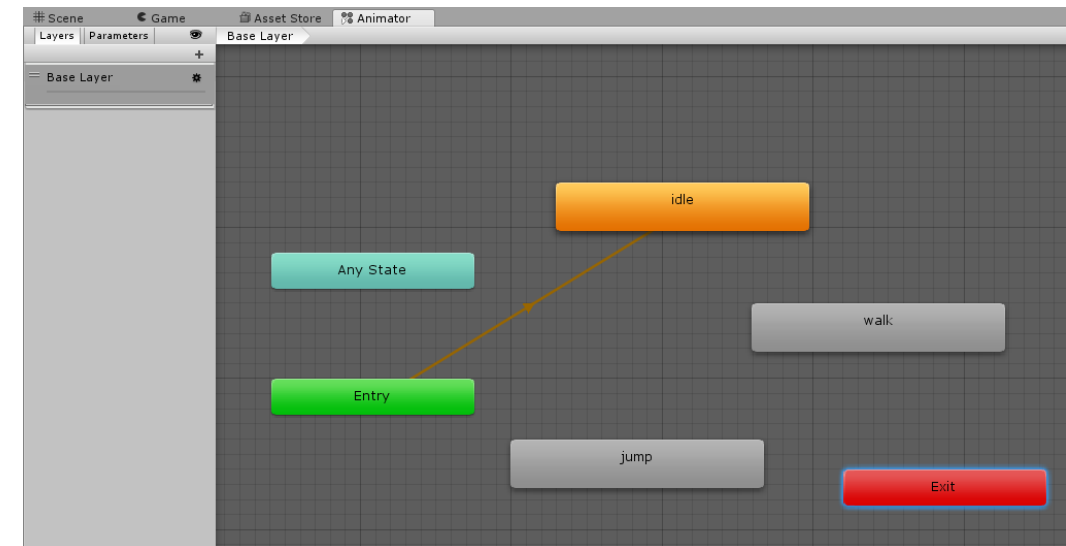 Scene Game Asset Store Animator
Layers Parameters Base Layer
+
Base Layer
idle
Any State
walk
Entry
jump
Exit